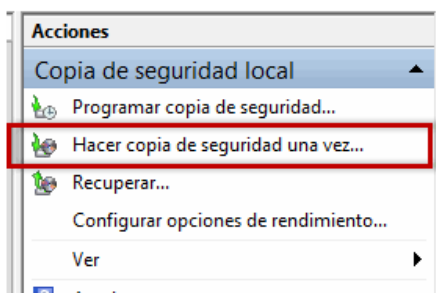 Acciones
Copia de seguridad local
Programar copia de seguridad...
Hacer copia de seguridad una vez...
Recuperar...
Configurar opciones de rendimiento...
Ver